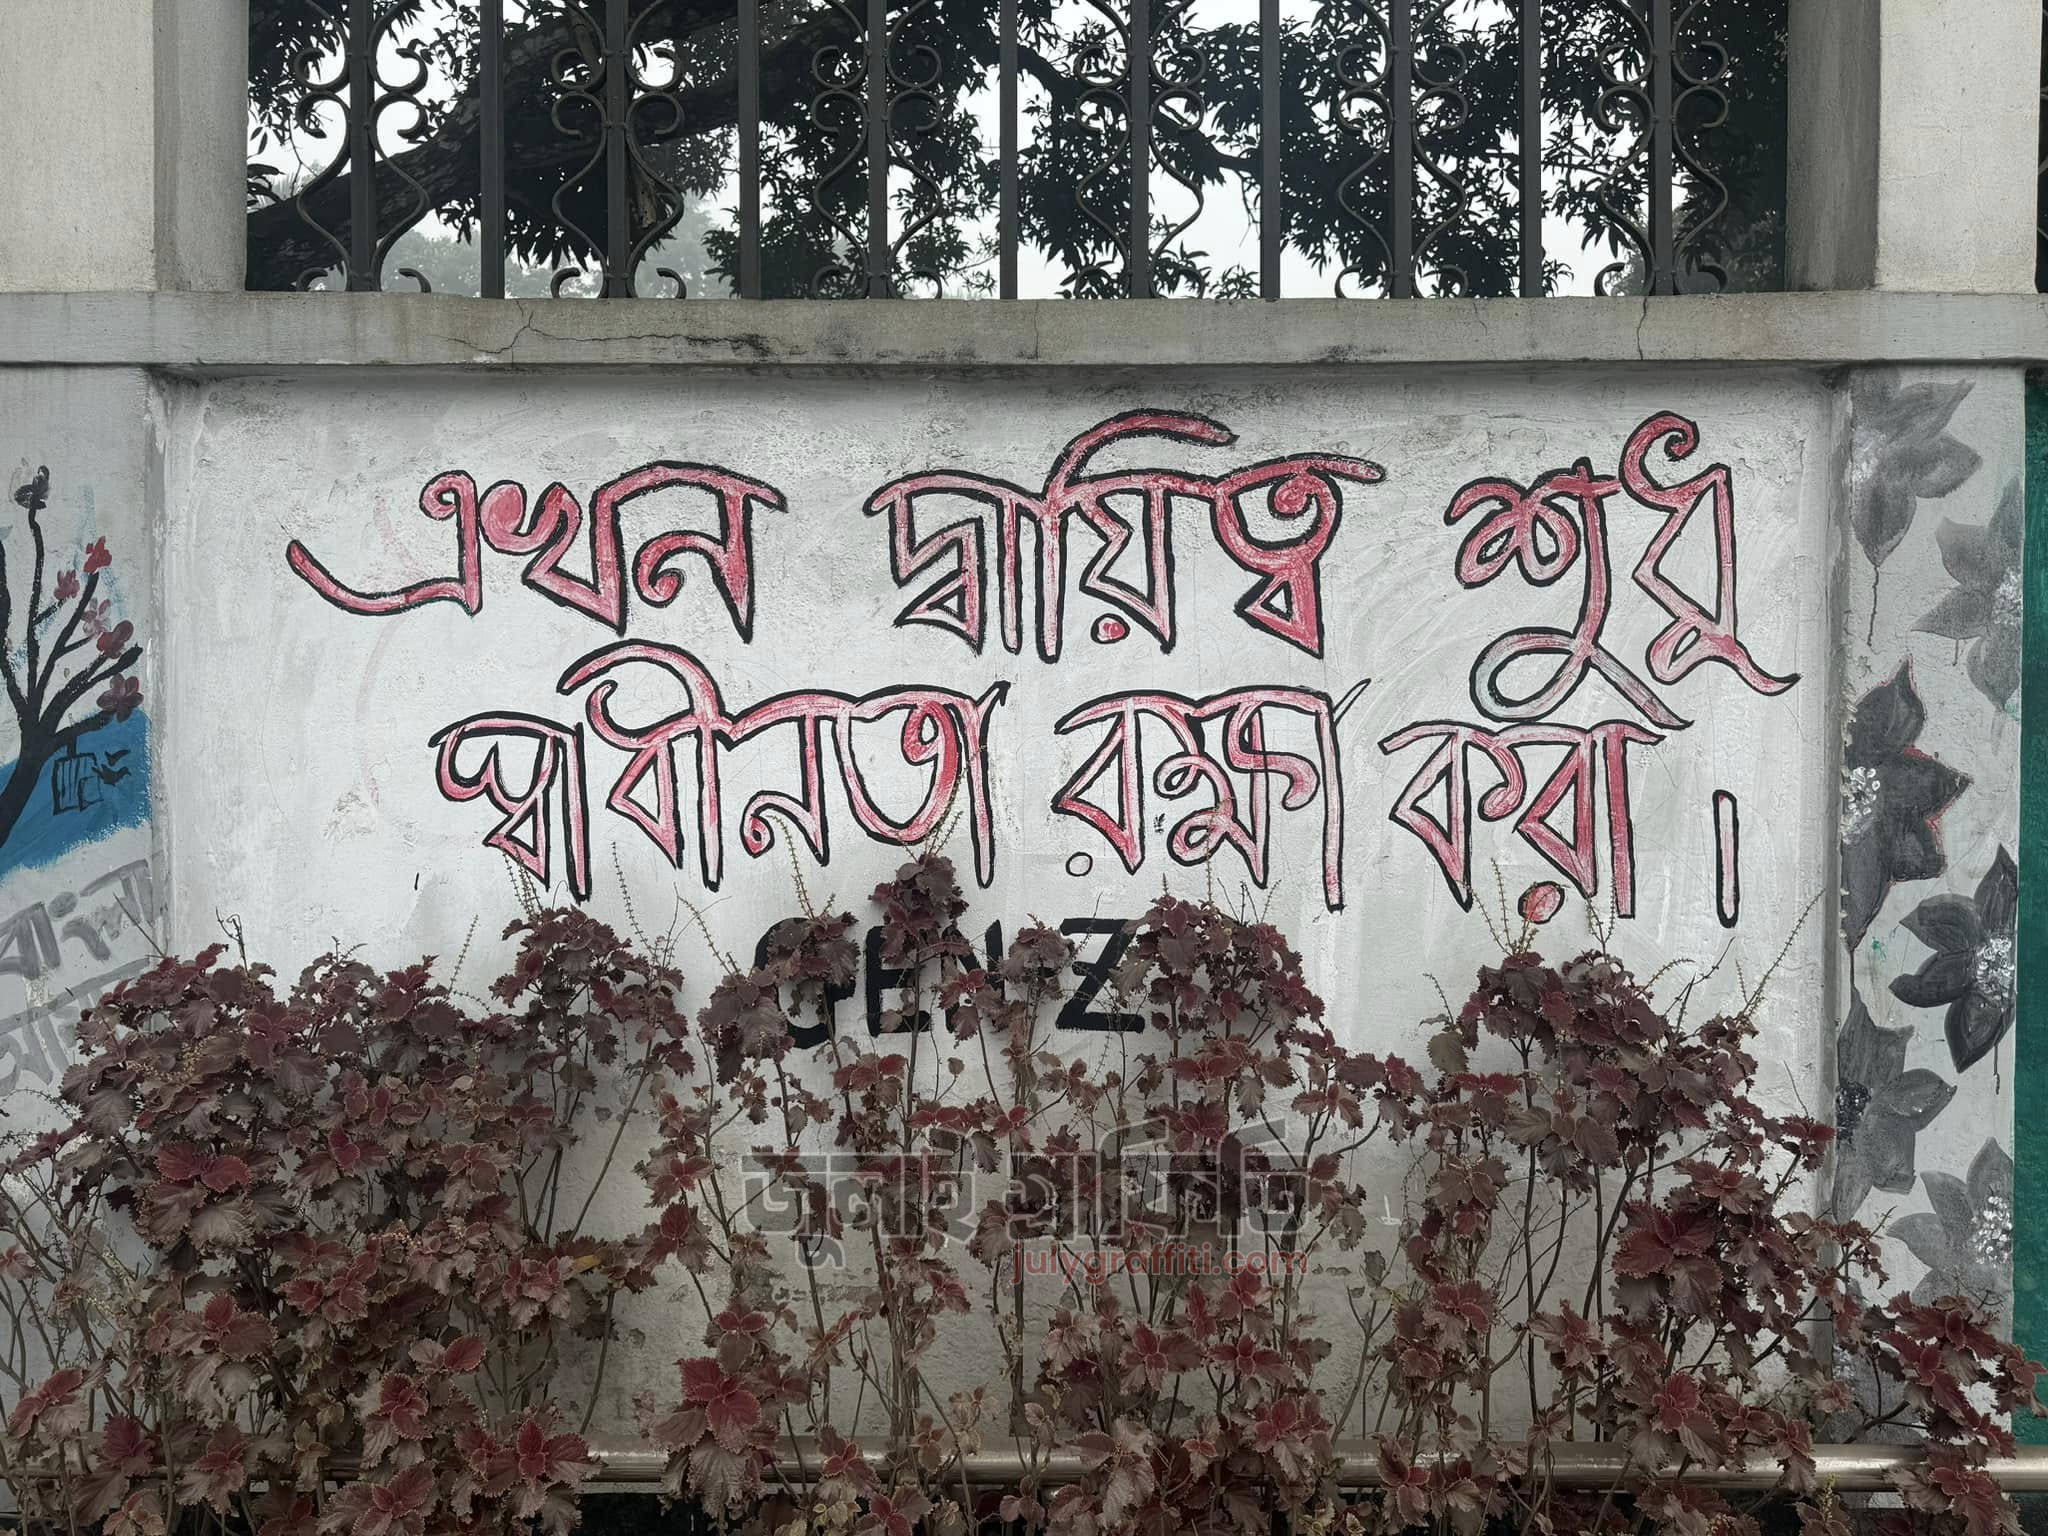 এখন দ্বায়িত্ব শুধু
স্বাধীনতা রক্ষা করা।
GEN-Z
জুলাই গ্রাফিতি
julygraffiti.com